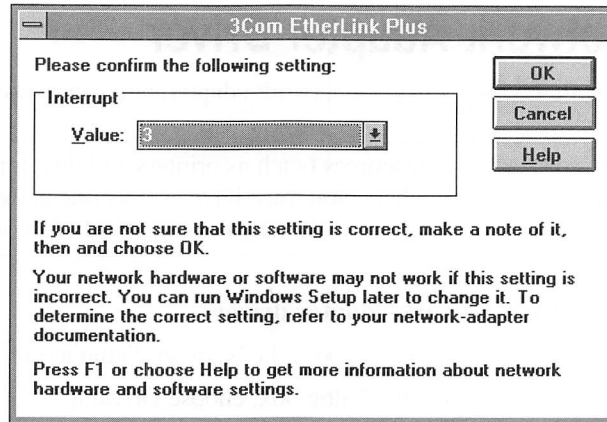 3Com EtherLink Plus
Please confirm the following setting:
OK
Interrupt
Value: 3
Cancel
Help
If you are not sure that this setting is correct, make a note of it,
then and choose OK.
Your network hardware or software may not work if this setting is
incorrect. You can run Windows Setup later to change it. To
determine the correct setting, refer to your network-adapter
documentation.
Press F1 or choose Help to get more information about network
hardware and software settings.